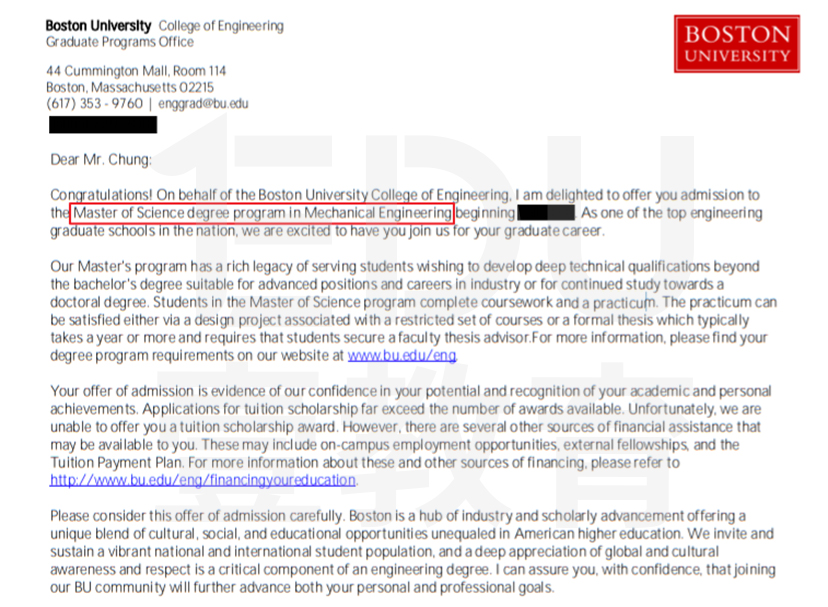 Boston University College of Engineering
Graduate Programs Office
BOSTON
UNIVERSITY
44 Cummington Mall, Room 114
Boston, Massachusetts 02215
(617) 353 - 9760 | enggrad@bu.edu
Dear Mr. Chung:
Congratulations! On behalf of the Boston University College of Engineering, I am delighted to offer you admission to
the Master of Science degree program in Mechanical Engineering beginning . As one of the top engineering
graduate schools in the nation, we are excited to have you join us for your graduate career.
Our Master's program has a rich legacy of serving students wishing to develop deep technical qualifications beyond
the bachelor's degree suitable for advanced positions and careers in industry or for continued study towards a
doctoral degree. Students in the Master of Science program complete coursework and a practicum. The practicum can
be satisfied either via a design project associated with a restricted set of courses or a formal thesis which typically
takes a year or more and requires that students secure a faculty thesis advisor.For more information, please find your
degree program requirements on our website at www.bu.edu/eng.
Your offer of admission is evidence of our confidence in your potential and recognition of your academic and personal
achievements. Applications for tuition scholarship far exceed the number of awards available. Unfortunately, we are
unable to offer you a tuition scholarship award. However, there are several other sources of financial assistance that
may be available to you. These may include on-campus employment opportunities, external fellowships, and the
Tuition Payment Plan. For more information about these and other sources of financing, please refer to
http://www.bu.edu/eng/financingyoureducation.
Please consider this offer of admission carefully. Boston is a hub of industry and scholarly advancement offering a
unique blend of cultural, social, and educational opportunities unequaled in American higher education. We invite and
sustain a vibrant national and international student population, and a deep appreciation of global and cultural
awareness and respect is a critical component of an engineering degree. I can assure you, with confidence, that joining
our BU community will further advance both your personal and professional goals.
1EDU
壹教育